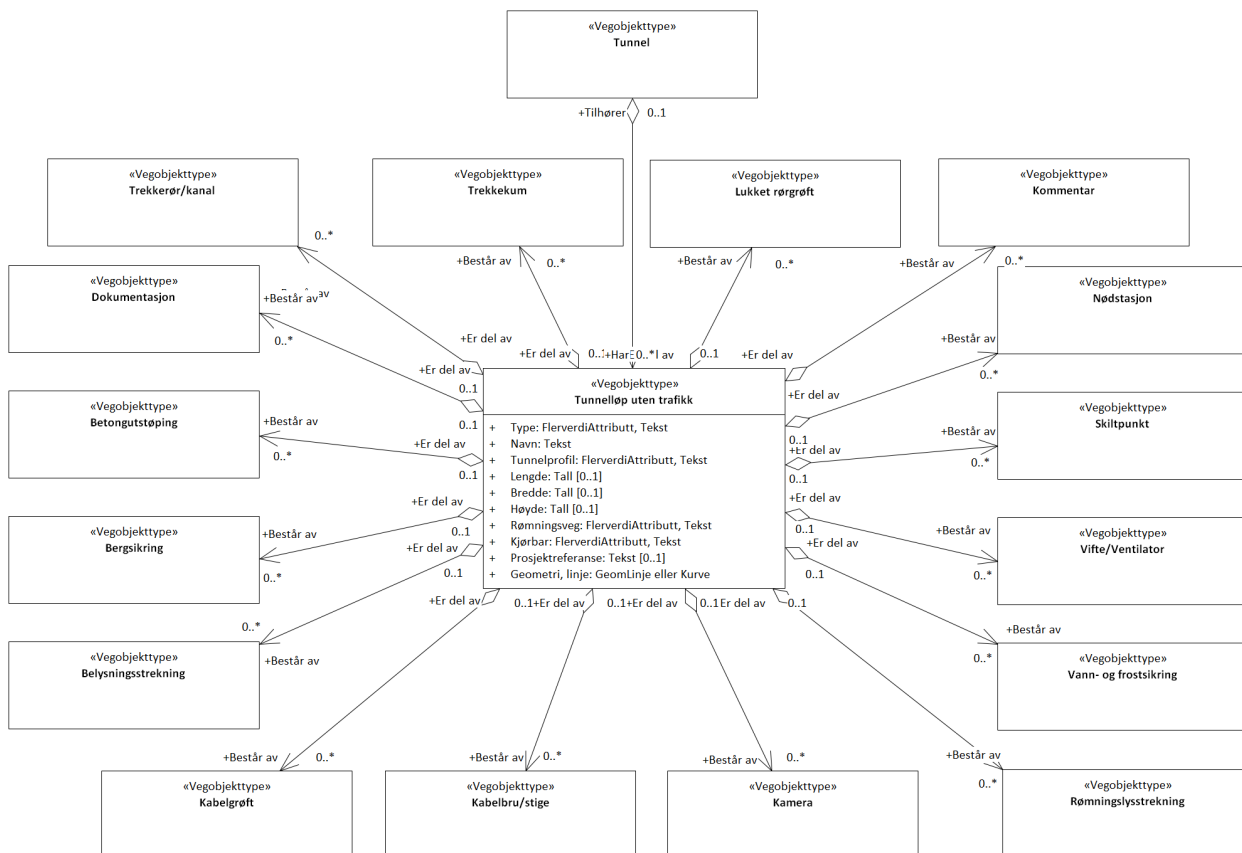 «Vegobjekttype»
Tunnel
+Tilhører
0..1
«Vegobjekttype»
Trekkerør/kanal
«Vegobjekttype»
Trekkekum
«Vegobjekttype»
Lukket rørgrøft
«Vegobjekttype»
Kommentar
0..*
+Består av
0..*
+Består av
0..*
+Består av
0..*
«Vegobjekttype»
Dokumentasjon
+Består av
av
0..*
«Vegobjekttype»
Nødstasjon
+Består av
0..*
+Er del av
0..1
+Er del av
0..1
+Er del av
0..1
+Har
0..*
l av
0..1
+Er del av
+Er del av
0..1
«Vegobjekttype»
Tunnelløp uten trafikk
+ Type: FlerverdiAttributt, Tekst
+ Navn: Tekst
+ Tunnelprofil: FlerverdiAttributt, Tekst
+ Lengde: Tall [0..1]
+ Bredde: Tall [0..1]
+ Høyde: Tall [0..1]
+ Rømningsveg: FlerverdiAttributt, Tekst
+ Kjørbar: FlerverdiAttributt, Tekst
+ Prosjektreferanse: Tekst [0..1]
+ Geometri, linje: GeomLinje eller Kurve
«Vegobjekttype»
Betongutstøping
+Består av
0..*
+Er del av
0..1
«Vegobjekttype»
Skiltpunkt
+Består av
0..*
+Er del av
0..1
«Vegobjekttype»
Bergsikring
+Består av
0..*
+Er del av
0..1
«Vegobjekttype»
Vifte/Ventilator
+Består av
0..*
+Er del av
0..1
«Vegobjekttype»
Belysningsstrekning
0..*
+Består av
+Er del av
0..1
«Vegobjekttype»
Vann- og frostsikring
+Består av
0..*
0..1
+Er del av
0..1+Er del av
0..1+Er del av
0..1Er del av
0..1
+Består av
0..*
+Består av
0..*
+Består av
0..*
+Består av
0..*
«Vegobjekttype»
Kabelgrøft
«Vegobjekttype»
Kabelbru/stige
«Vegobjekttype»
Kamera
«Vegobjekttype»
Rømningslysstrekning